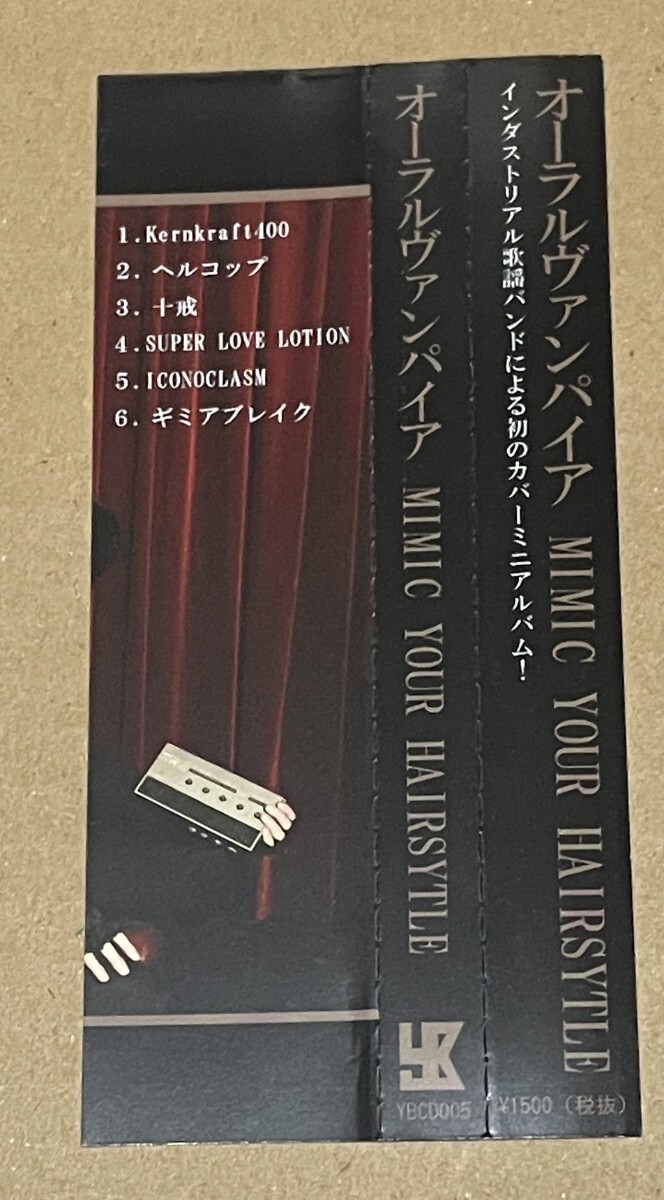 1.Kernkraft400
2. ヘルコップ
3. 十戒
4.SUPER LOVE LOTION
5.ICONOCLASM
6. ギミアブレイク
オーラルヴァンパイア MIMIC YOUR HAIRSYTLE
YBCD005
オーラルヴァンパイア MIMIC YOUR HAIRSYTLE
インダストリアル歌謡バンドによる初のカバーミニアルバム!
¥1500 (税抜)